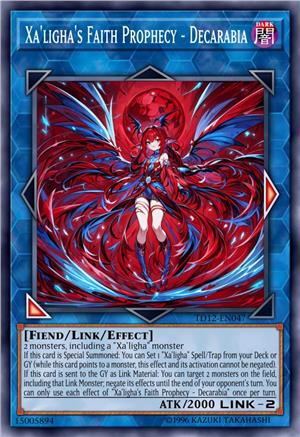 Xa'ligha's Faith Prophecy - Decarabia
DARK
闇
TD12-EN047
[Fiend/Link/Effect]
2 monsters, including a "Xa'ligha" monster
If this card is Special Summoned: You can Set 1 "Xa'ligha" Spell/Trap from your Deck or
GY (while this card points to a monster, this effect and its activation cannot be negated).
If this card is sent to the GY as Link Material: You can target 2 monsters on the field,
including that Link Monster; negate its effects until the end of your opponent's turn. You
can only use each effect of "Xa'ligha's Faith Prophecy - Decarabia" once per turn.
ATK/2000 LINK-2
15005894
©1996 KAZUKI TAKAHASHI